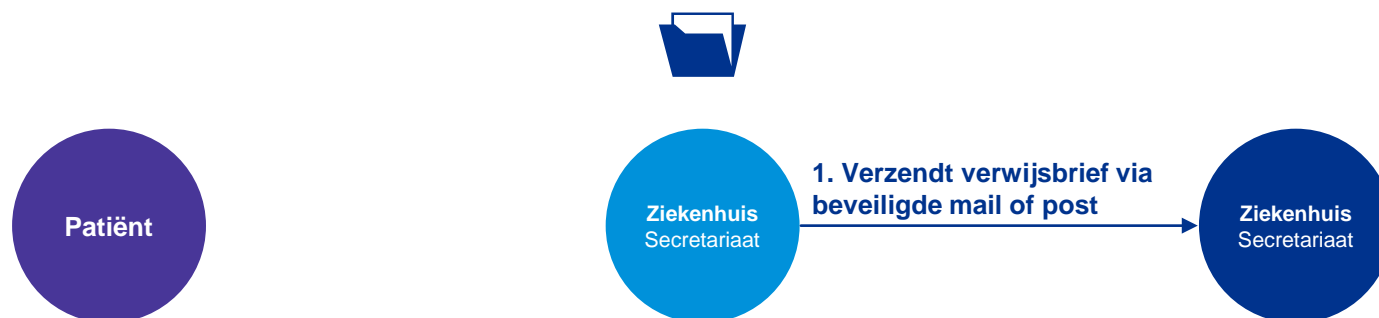 Patiënt
Ziekenhuis
Secretariaat
1. Verzendt verwijsbrief via
beveiligde mail of post
Ziekenhuis
Secretariaat